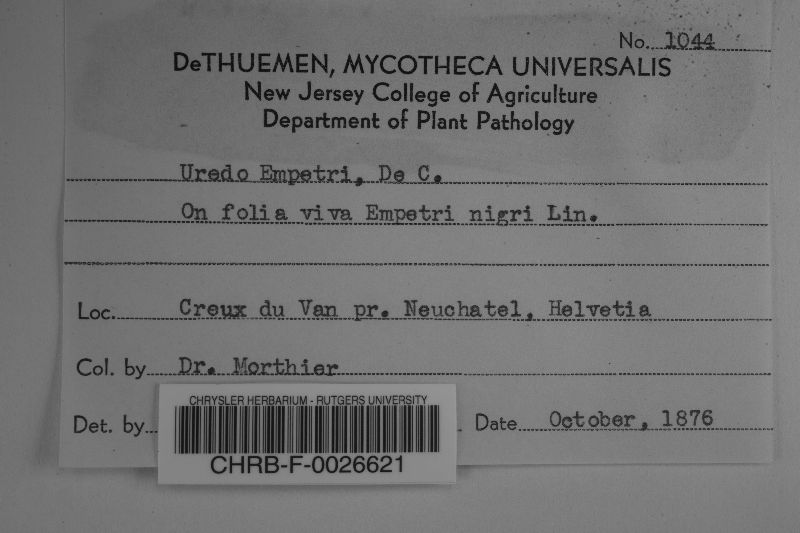 No. 1044
DeTHUEMEN, MYCOTHECA UNIVERSALIS
New Jersey College of Agriculture
Department of Plant Pathology
Uredo Empetri, De C.
On folia viva Empetri nigri Lin.
Loc. Creux du Van pr. Neuchatel, Helvetia
Col. by Dr. Morthier
Det. by Date October, 1876
CHRYSLER HERBARIUM - RUTGERS UNIVERSITY
CHRB-F-0026621